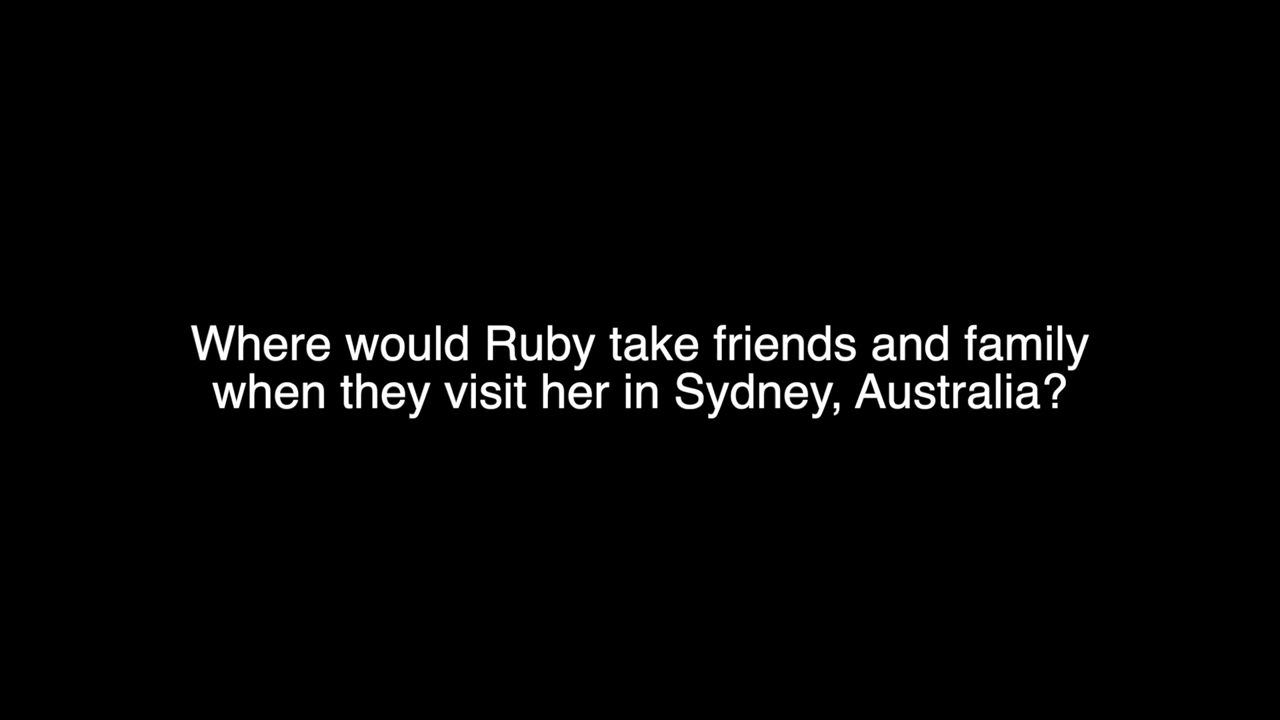 Where would Ruby take friends and family
when they visit her in Sydney, Australia?